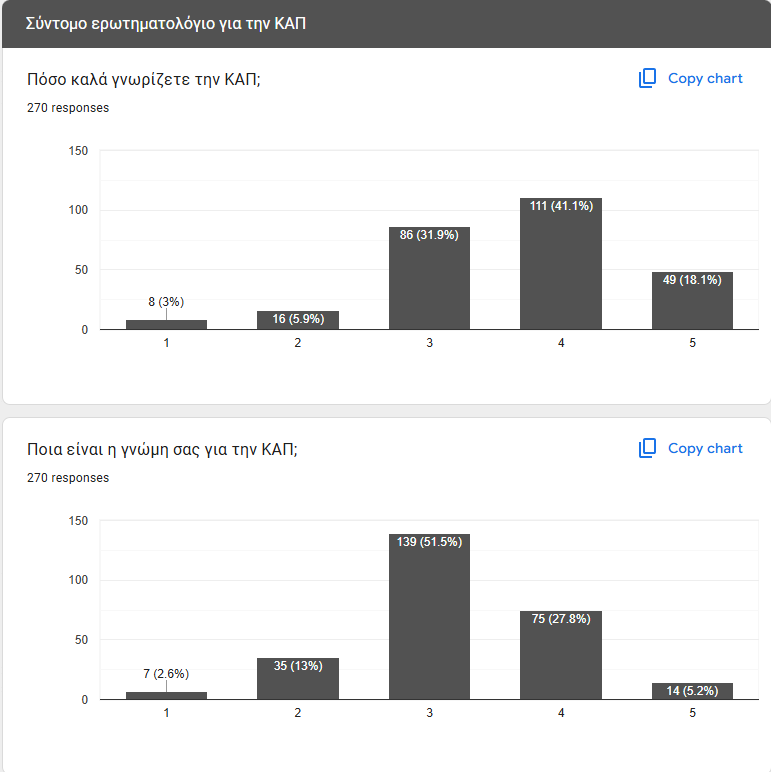 Σύντομο ερωτηματολόγιο για την ΚΑΠ
Πόσο καλά γνωρίζετε την ΚΑΠ;
Copy chart
270 responses
150
100
50
0
8 (3%)
16 (5.9%)
86 (31.9%)
111 (41.1%)
49 (18.1%)
1 2 3 4 5
Ποια είναι η γνώμη σας για την ΚΑΠ;
Copy chart
270 responses
150
100
50
0
7 (2.6%)
35 (13%)
139 (51.5%)
75 (27.8%)
14 (5.2%)
1 2 3 4 5